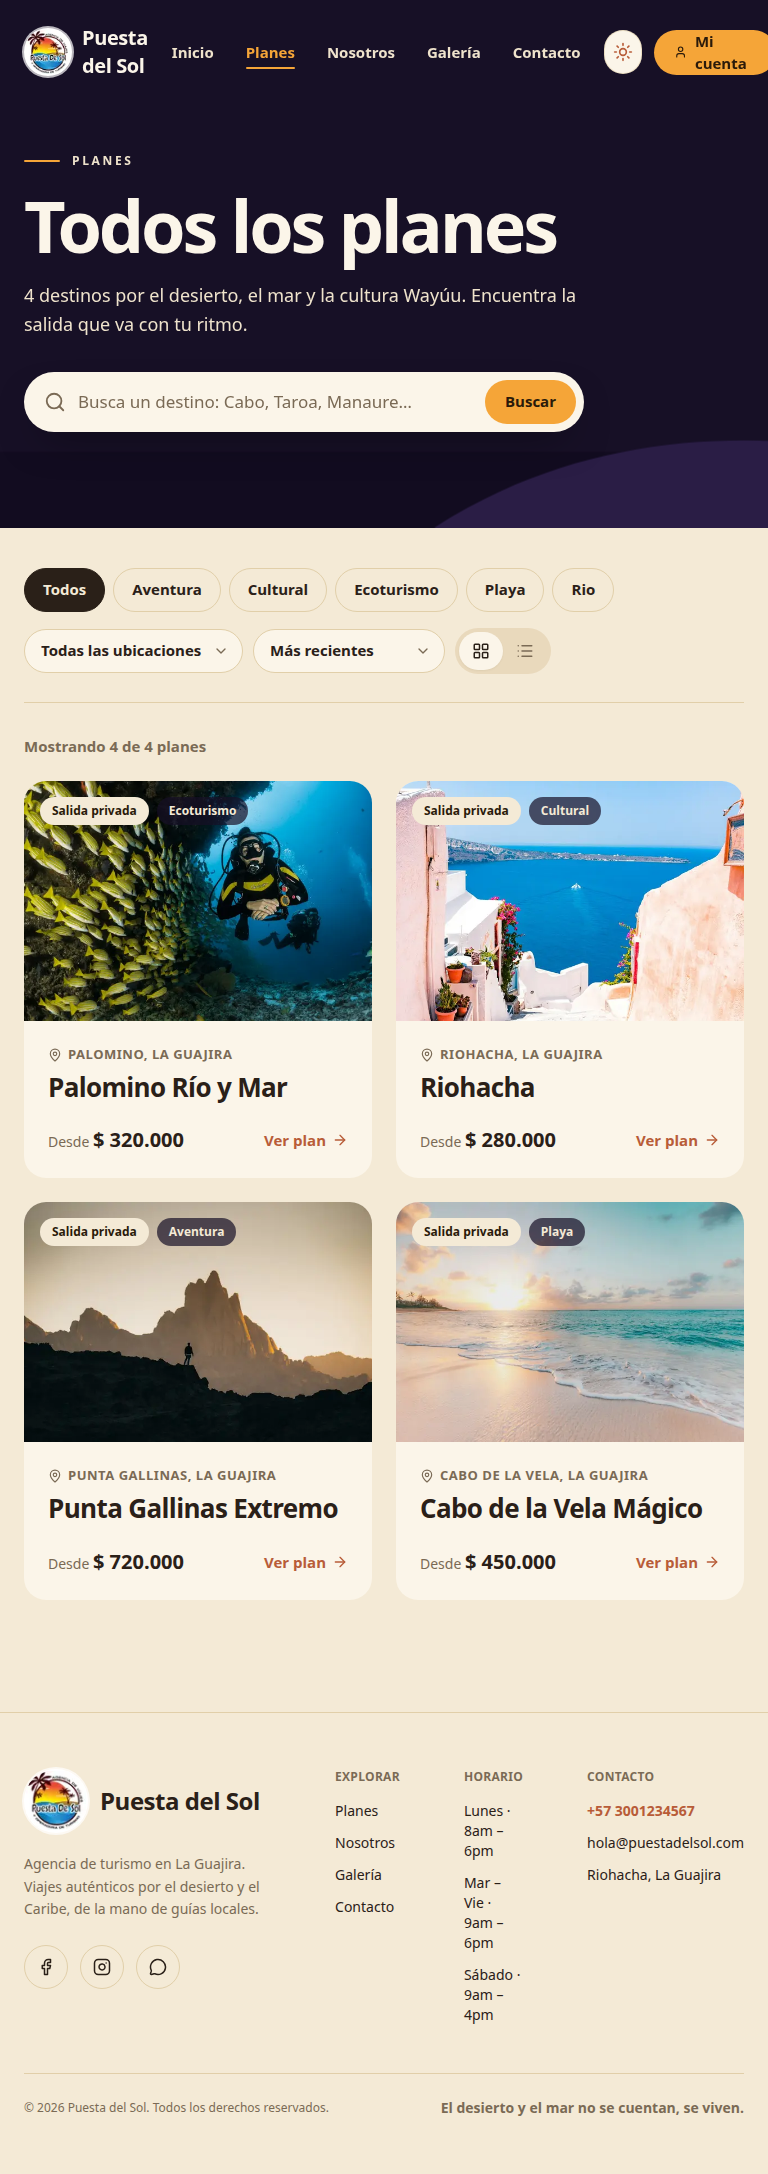 Puesta del Sol
Puesta
del Sol
Inicio
Planes
Nosotros
Galería
Contacto
Mi
cuenta
PLANES
Todos los planes
4 destinos por el desierto, el mar y la cultura Wayúu. Encuentra la
salida que va con tu ritmo.
Busca un destino: Cabo, Taroa, Manaure...
Buscar
Todos
Aventura
Cultural
Ecoturismo
Playa
Rio
Todas las ubicaciones
Más recientes
Mostrando 4 de 4 planes
Salida privada
Ecoturismo
PALOMINO, LA GUAJIRA
Palomino Río y Mar
Desde $ 320.000
Ver plan
Salida privada
Cultural
RIOHACHA, LA GUAJIRA
Riohacha
Desde $ 280.000
Ver plan
Salida privada
Aventura
PUNTA GALLINAS, LA GUAJIRA
Punta Gallinas Extremo
Desde $ 720.000
Ver plan
Salida privada
Playa
CABO DE LA VELA, LA GUAJIRA
Cabo de la Vela Mágico
Desde $ 450.000
Ver plan
Puesta Del Sol
Puesta del Sol
Agencia de turismo en La Guajira.
Viajes auténticos por el desierto y el
Caribe, de la mano de guías locales.
EXPLORAR
Planes
Nosotros
Galería
Contacto
HORARIO
Lunes ·
8am –
6pm
Mar –
Vie ·
9am –
6pm
Sábado ·
9am –
4pm
CONTACTO
+57 3001234567
hola@puestadelsol.com
Riohacha, La Guajira
© 2026 Puesta del Sol. Todos los derechos reservados.
El desierto y el mar no se cuentan, se viven.